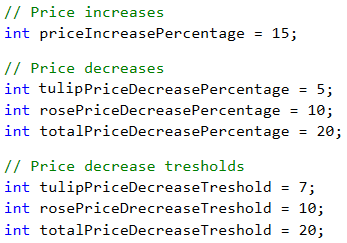 // Price increases
int priceIncreasePercentage = 15;
// Price decreases
int tulipPriceDecreasePercentage = 5;
int rosePriceDecreasePercentage = 10;
int totalPriceDecreasePercentage = 20;
// Price decrease tresholds
int tulipPriceDecreaseTreshold = 7;
int rosePriceDrecreaseTreshold = 10;
int totalPriceDecreaseTreshold = 20;